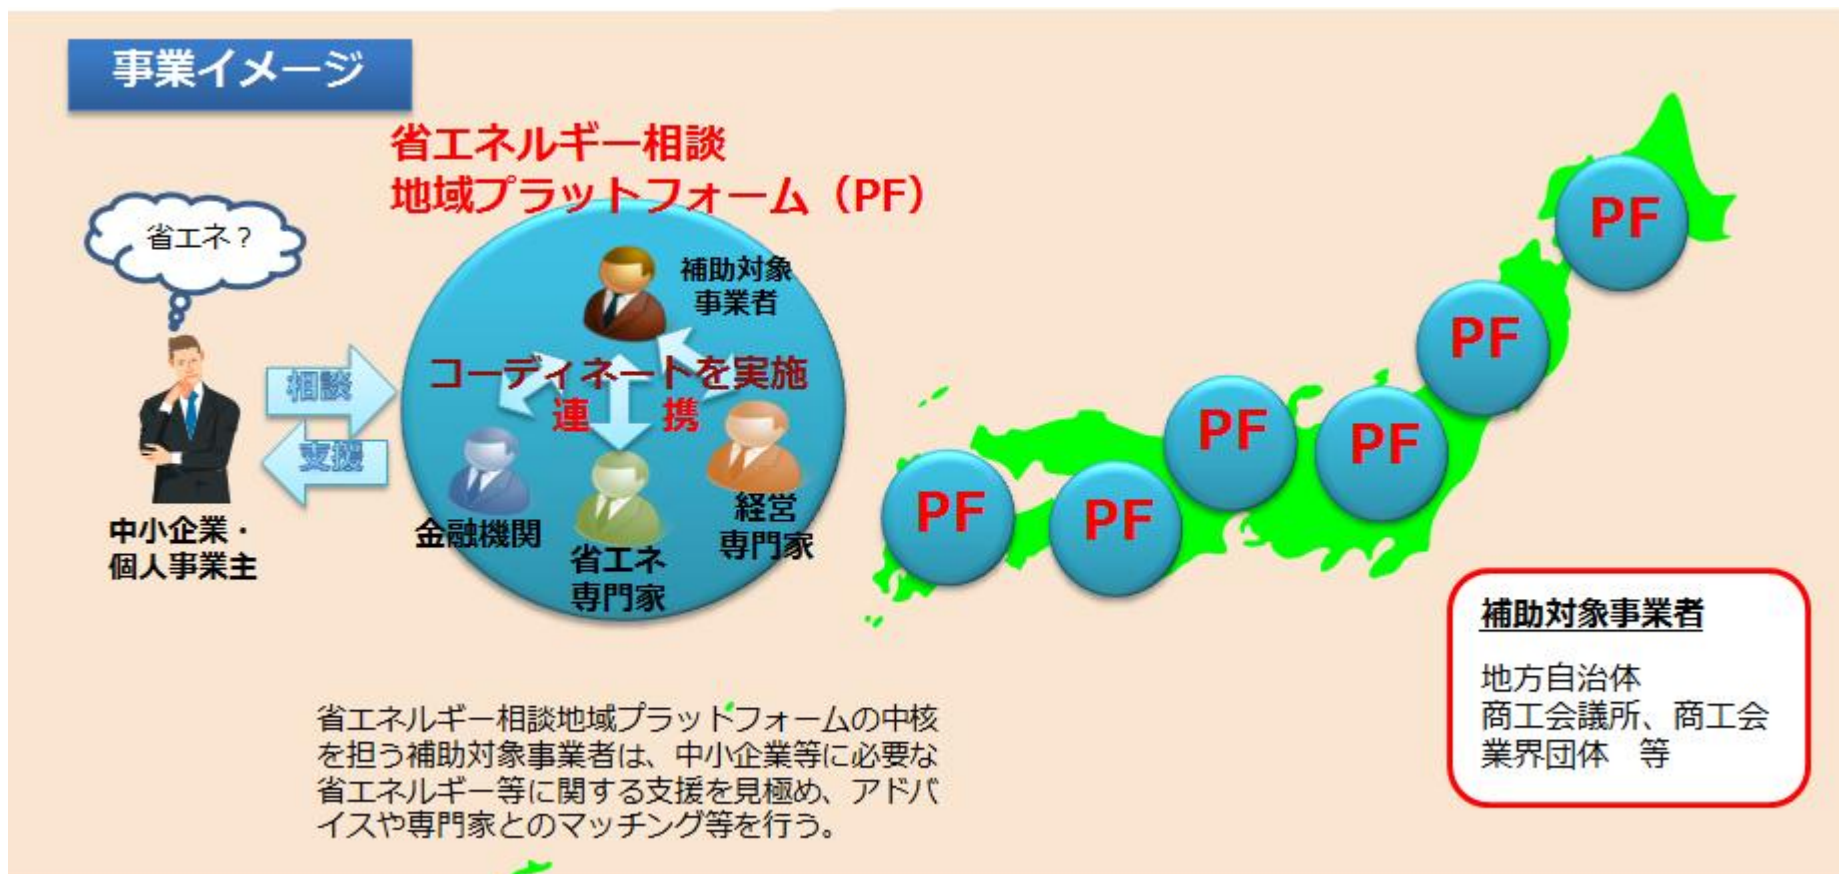 事業イメージ
省エネルギー相談
地域プラットフォーム（PF）
省エネ？
補助対象
事業者
相談
支援
コーディネートを実施
連　携
金融機関
省エネ
専門家
経営
専門家
中小企業・
個人事業主
PF
PF
PF
PF
PF
PF
補助対象事業者
地方自治体
商工会議所、商工会
業界団体　等
省エネルギー相談地域プラットフォームの中核
を担う補助対象事業者は、中小企業等に必要な
省エネルギー等に関する支援を見極め、アドバ
イスや専門家とのマッチング等を行う。